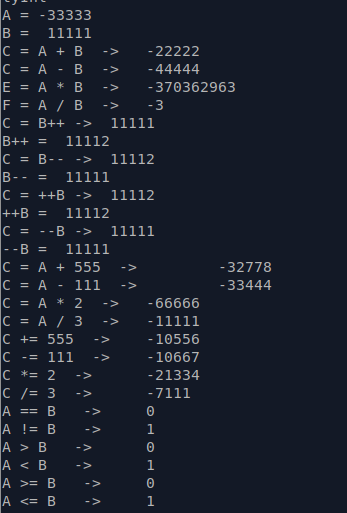 A = -33333
B =  11111
C = A + B  ->   -22222
C = A - B  ->   -44444
E = A * B  ->   -370362963
F = A / B  ->   -3
C = B++ ->  11111
B++ =  11112
C = B-- ->  11112
B-- =  11111
C = ++B ->  11112
++B =  11112
C = --B ->  11111
--B =  11111
C = A + 555  ->         -32778
C = A - 111  ->         -33444
C = A * 2  ->   -66666
C = A / 3  ->   -11111
C += 555  ->    -10556
C -= 111  ->    -10667
C *= 2    ->    -21334
C /= 3    ->    -7111
A == B   ->     0
A != B   ->     1
A > B    ->     0
A < B    ->     1
A >= B   ->     0
A <= B   ->     1